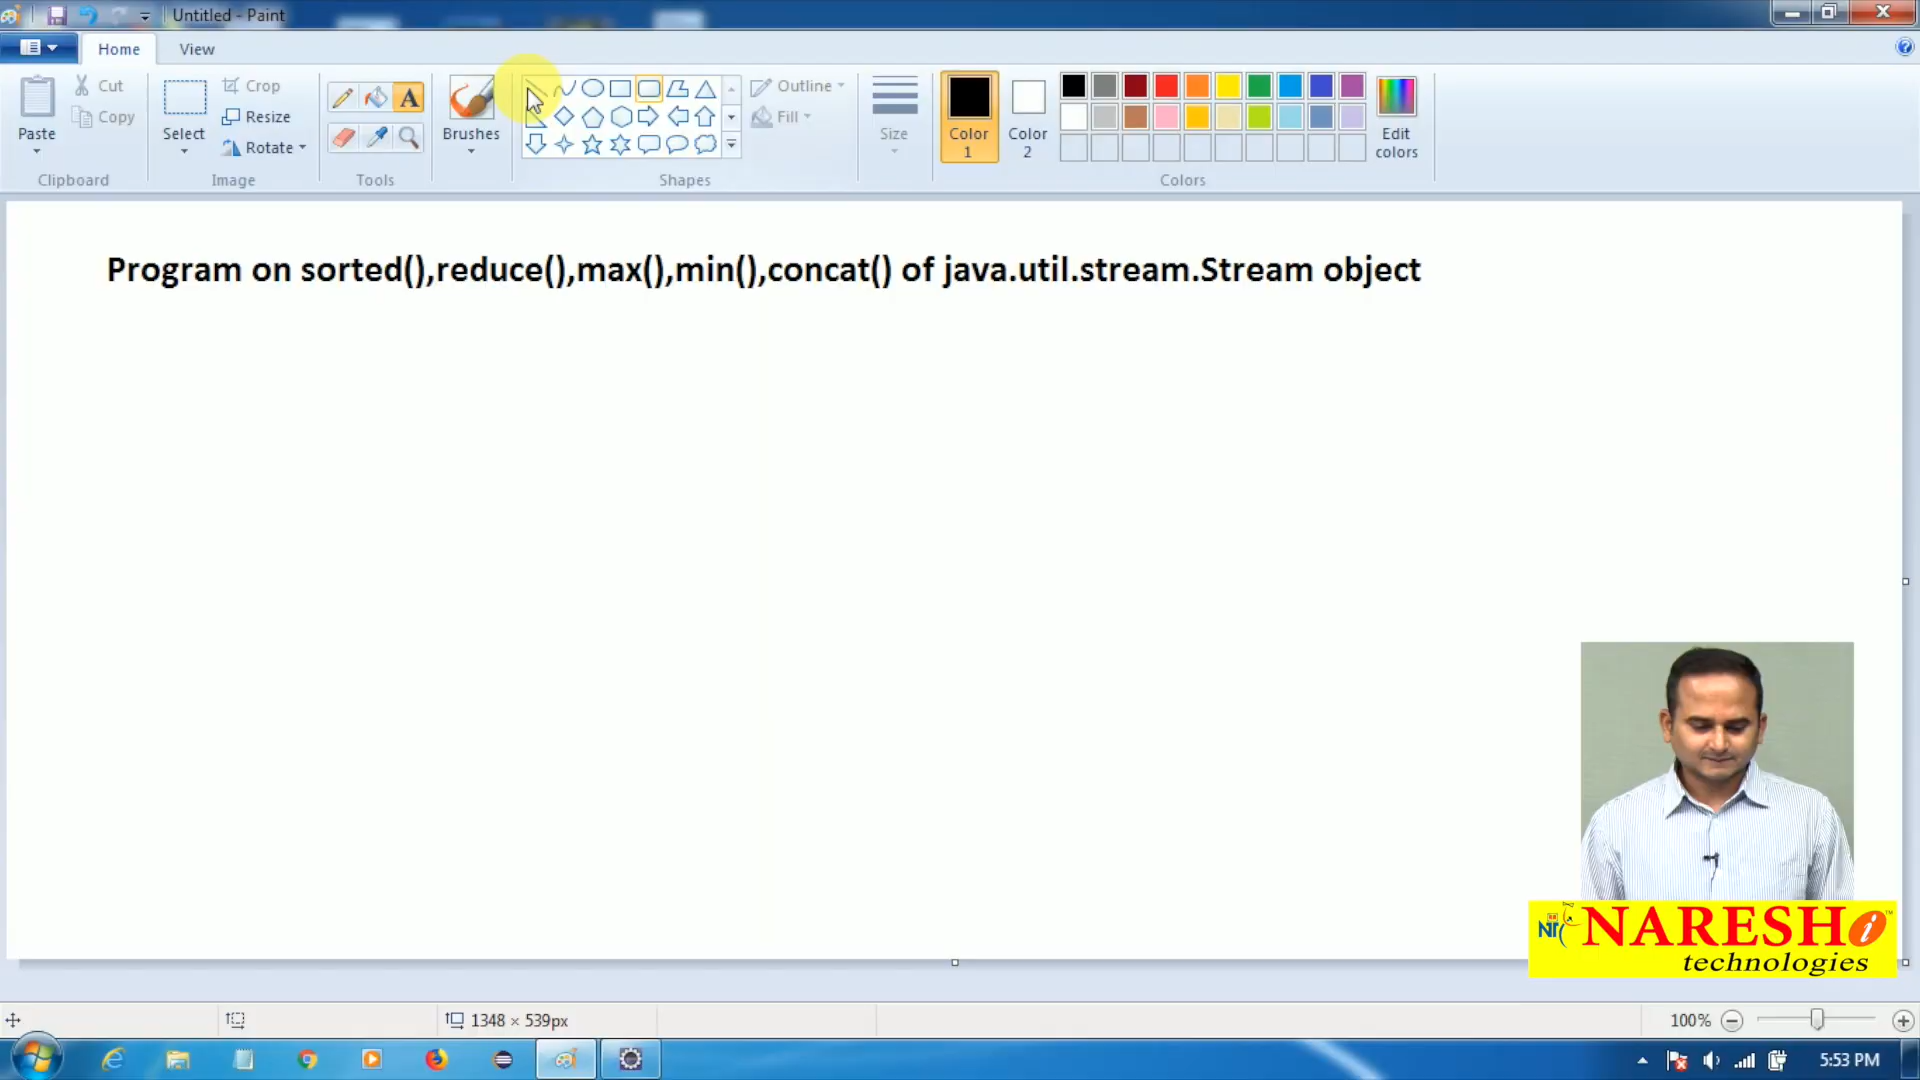 Untitled - Paint
Home
View
Cut
Copy
Paste
Clipboard
Crop
Resize
Rotate
Select
Image
A
Tools
Brushes
Shapes
Outline
Fill
Size
Color 1
Color 2
Edit colors
Colors
Program on sorted(),reduce(),max(),min(),concat() of java.util.stream.Stream object
NARESH i
technologies
1348 × 539px
100%
5:53 PM